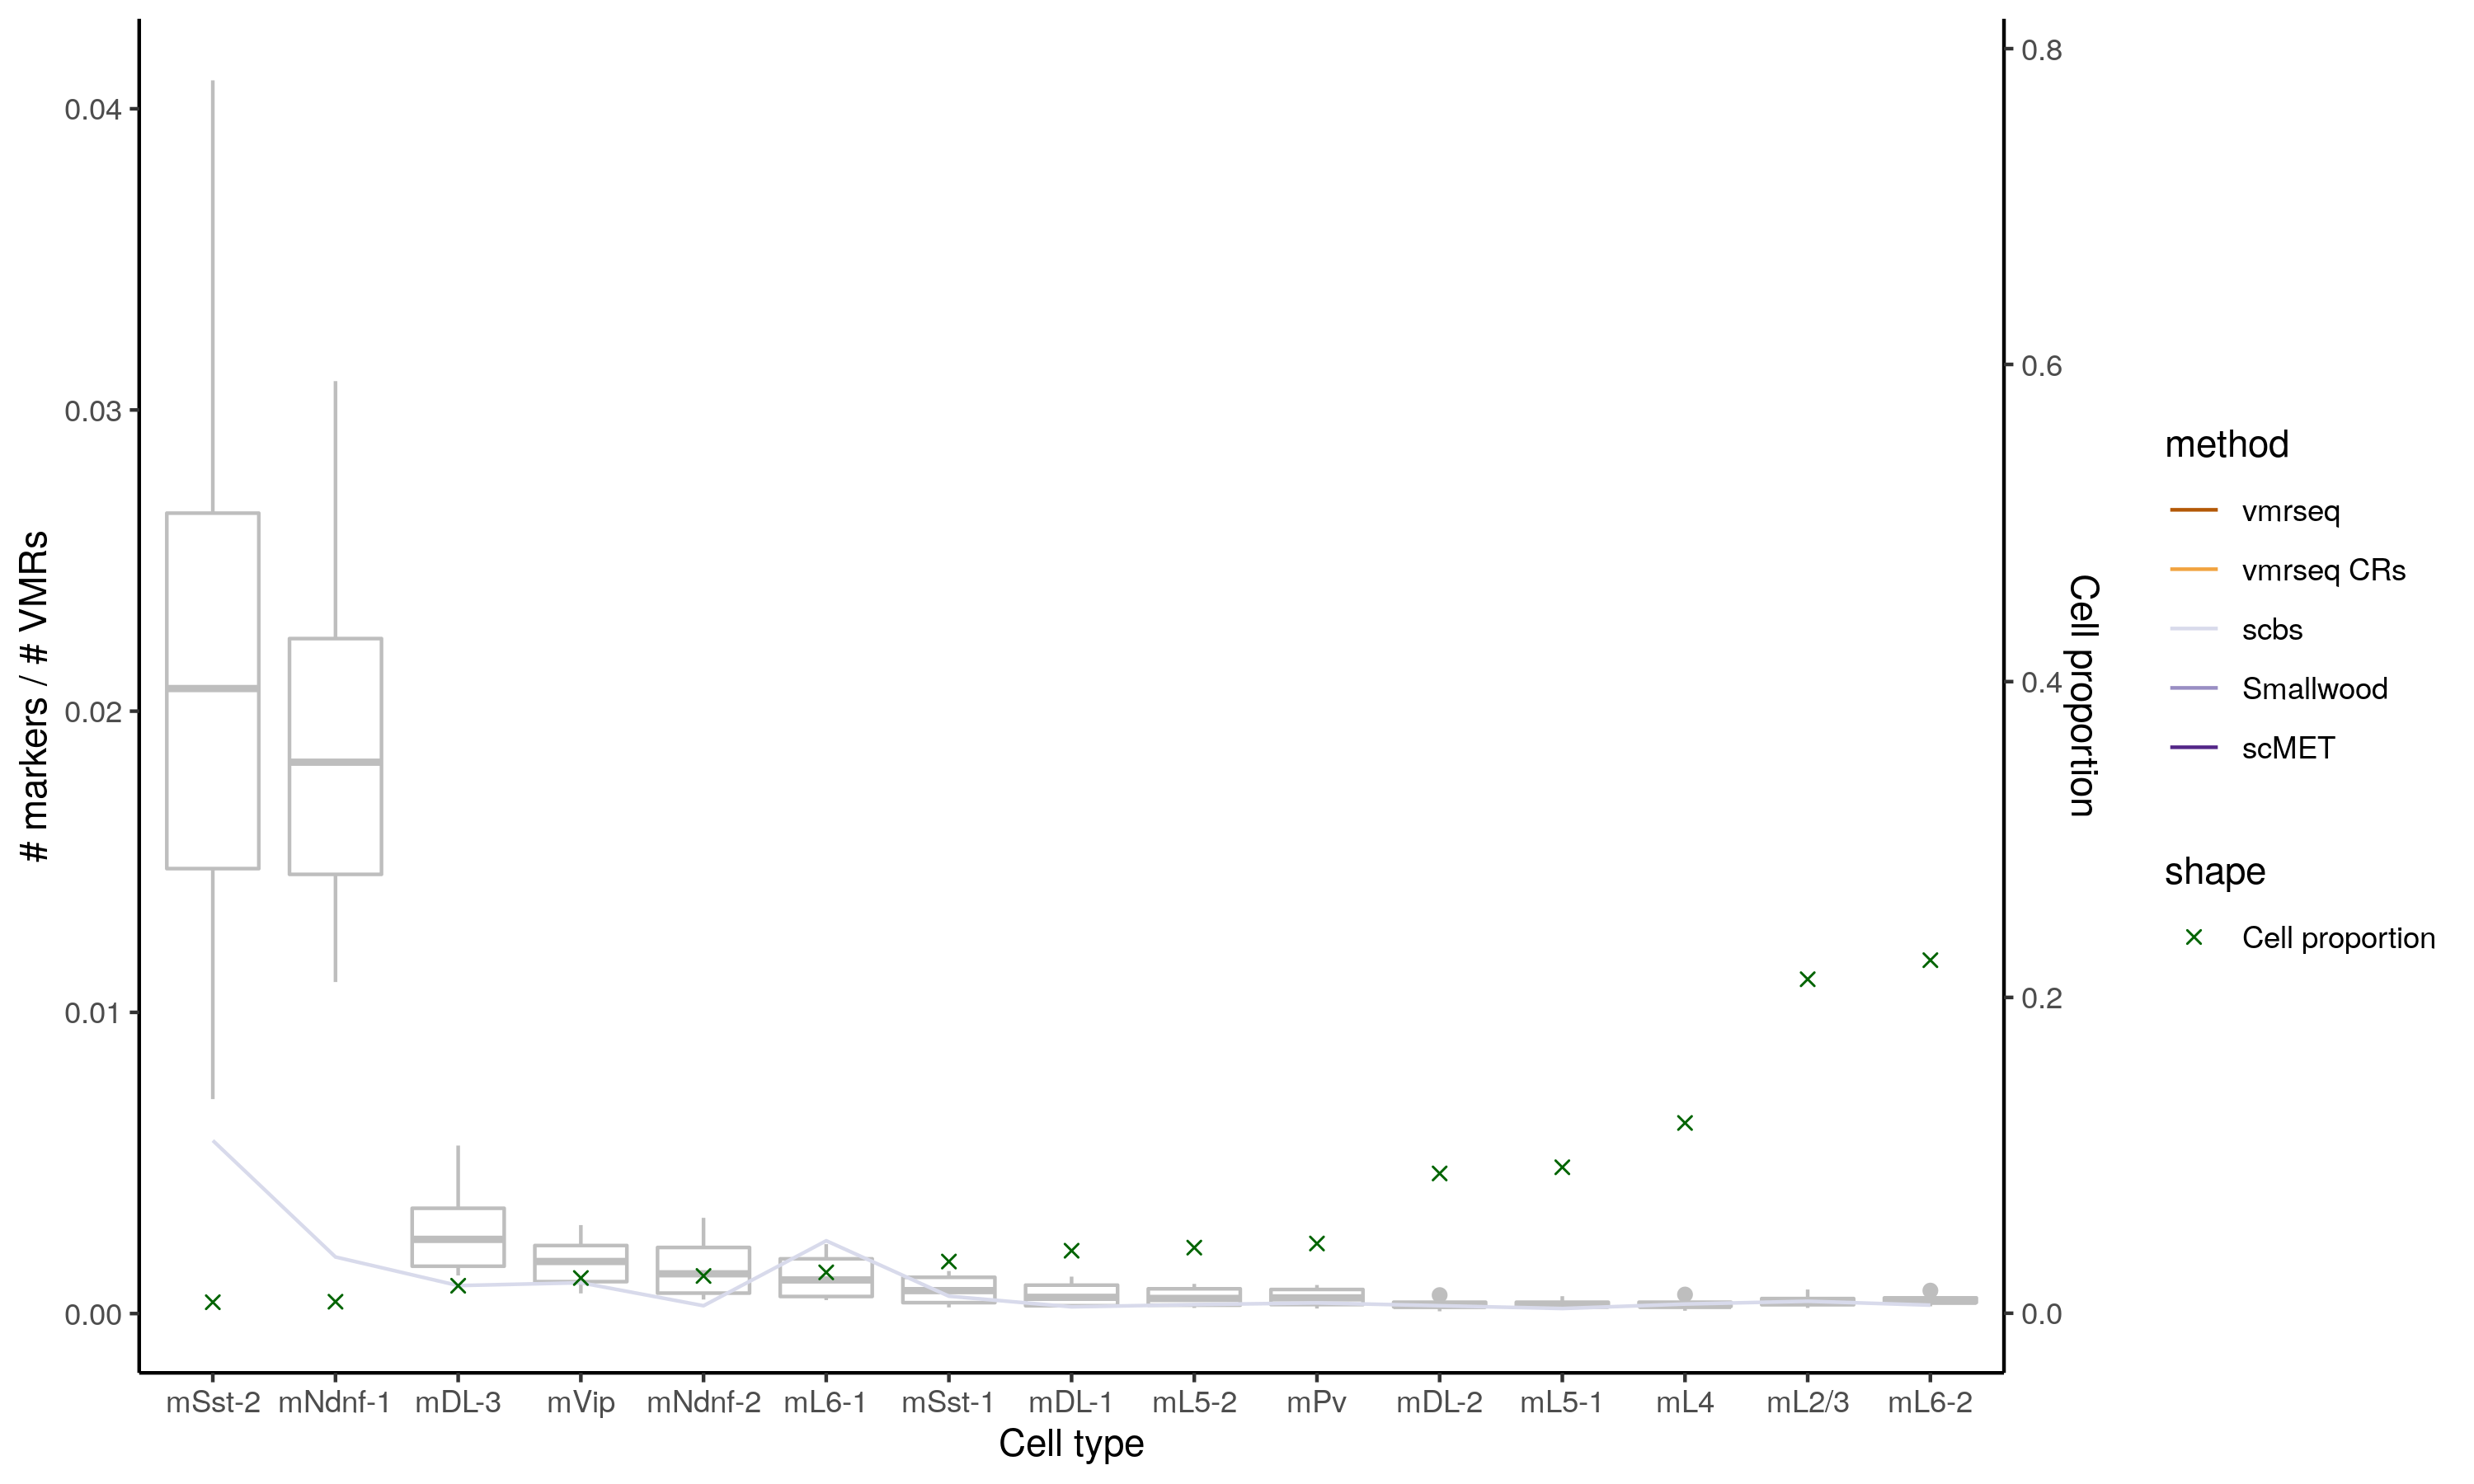 # markers / # VMRs
0.04
0.03
0.02
0.01
0.00
mSst-2 mNdnf-1 mDL-3 mVip mNdnf-2 mL6-1 mSst-1 mDL-1 mL5-2 mPv mDL-2 mL5-1 mL4 mL2/3 mL6-2
Cell type
0.8
0.6
0.4
0.2
0.0
Cell proportion
method
vmrseq
vmrseq CRs
scbs
Smallwood
scMET
shape
Cell proportion